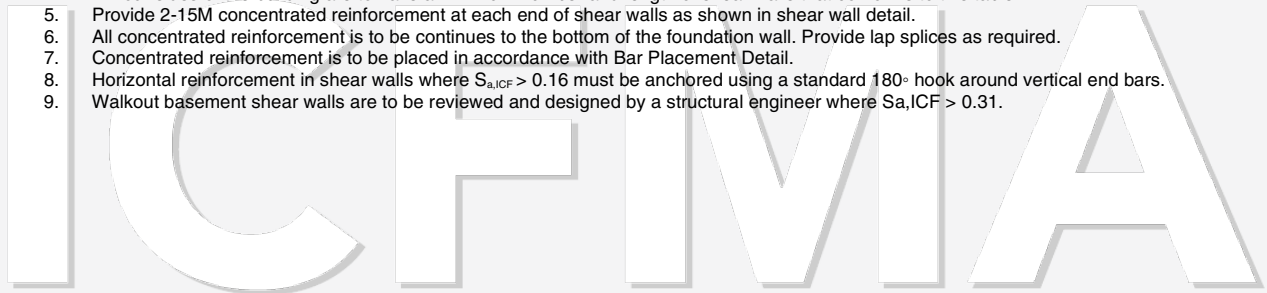 5. Provide 2-15M concentrated reinforcement at each end of shear walls as shown in shear wall detail.
6. All concentrated reinforcement is to be continues to the bottom of the foundation wall. Provide lap splices as required.
7. Concentrated reinforcement is to be placed in accordance with Bar Placement Detail.
8. Horizontal reinforcement in shear walls where Sa,ICF > 0.16 must be anchored using a standard 180° hook around vertical end bars.
9. Walkout basement shear walls are to be reviewed and designed by a structural engineer where Sa,ICF > 0.31.
ICFMA